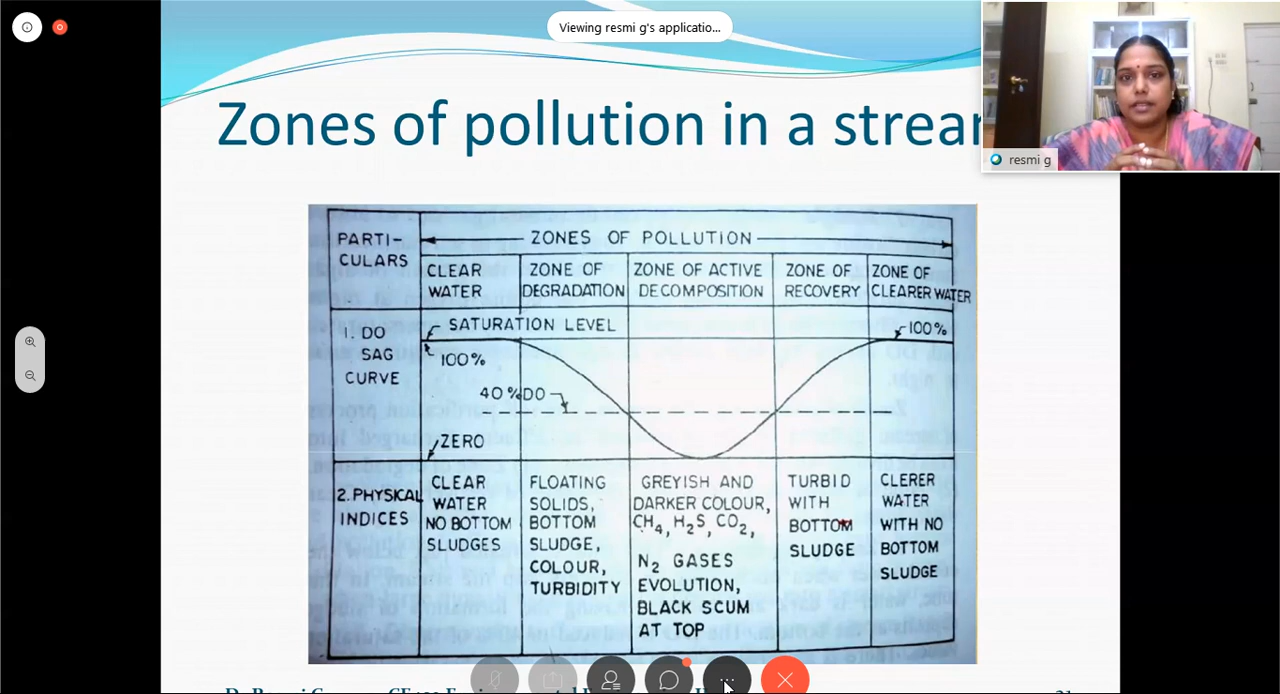 Viewing resmi g's applicatio...
Zones of pollution in a strea
resmi g
PARTI-
CULARS
ZONES OF POLLUTION
CLEAR
WATER
ZONE OF
DEGRADATION
ZONE OF ACTIVE
DECOMPOSITION
ZONE OF
RECOVERY
ZONE OF
CLEARER WATER
1. DO
SAG
CURVE
SATURATION LEVEL
100%
100%
40% DO
ZERO
2. PHYSICAL
INDICES
CLEAR
WATER
NO BOTTOM
SLUDGES
FLOATING
SOLIDS,
BOTTOM
SLUDGE,
COLOUR,
TURBIDITY
GREYISH AND
DARKER COLOUR,
CH4, H2S, CO2,
N2 GASES
EVOLUTION,
BLACK SCUM
AT TOP
TURBID
WITH
BOTTOM
SLUDGE
CLERER
WATER
WITH NO
BOTTOM
SLUDGE